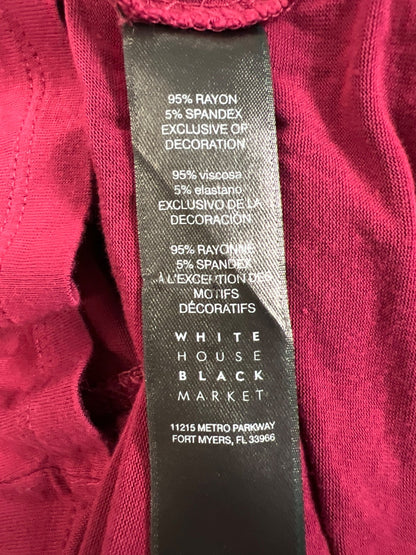 95% RAYON
5% SPANDEX
EXCLUSIVE OF
DECORATION
95% viscosa
5% elastano
EXCLUSIVO DE LA
DECORACIÓN
95% RAYONNE
5% SPANDEX
À L'EXCEPTION DES
MOTIFS
DÉCORATIFS
WHITE
HOUSE
BLACK
MARKET
11215 METRO PARKWAY
FORT MYERS, FL 33966